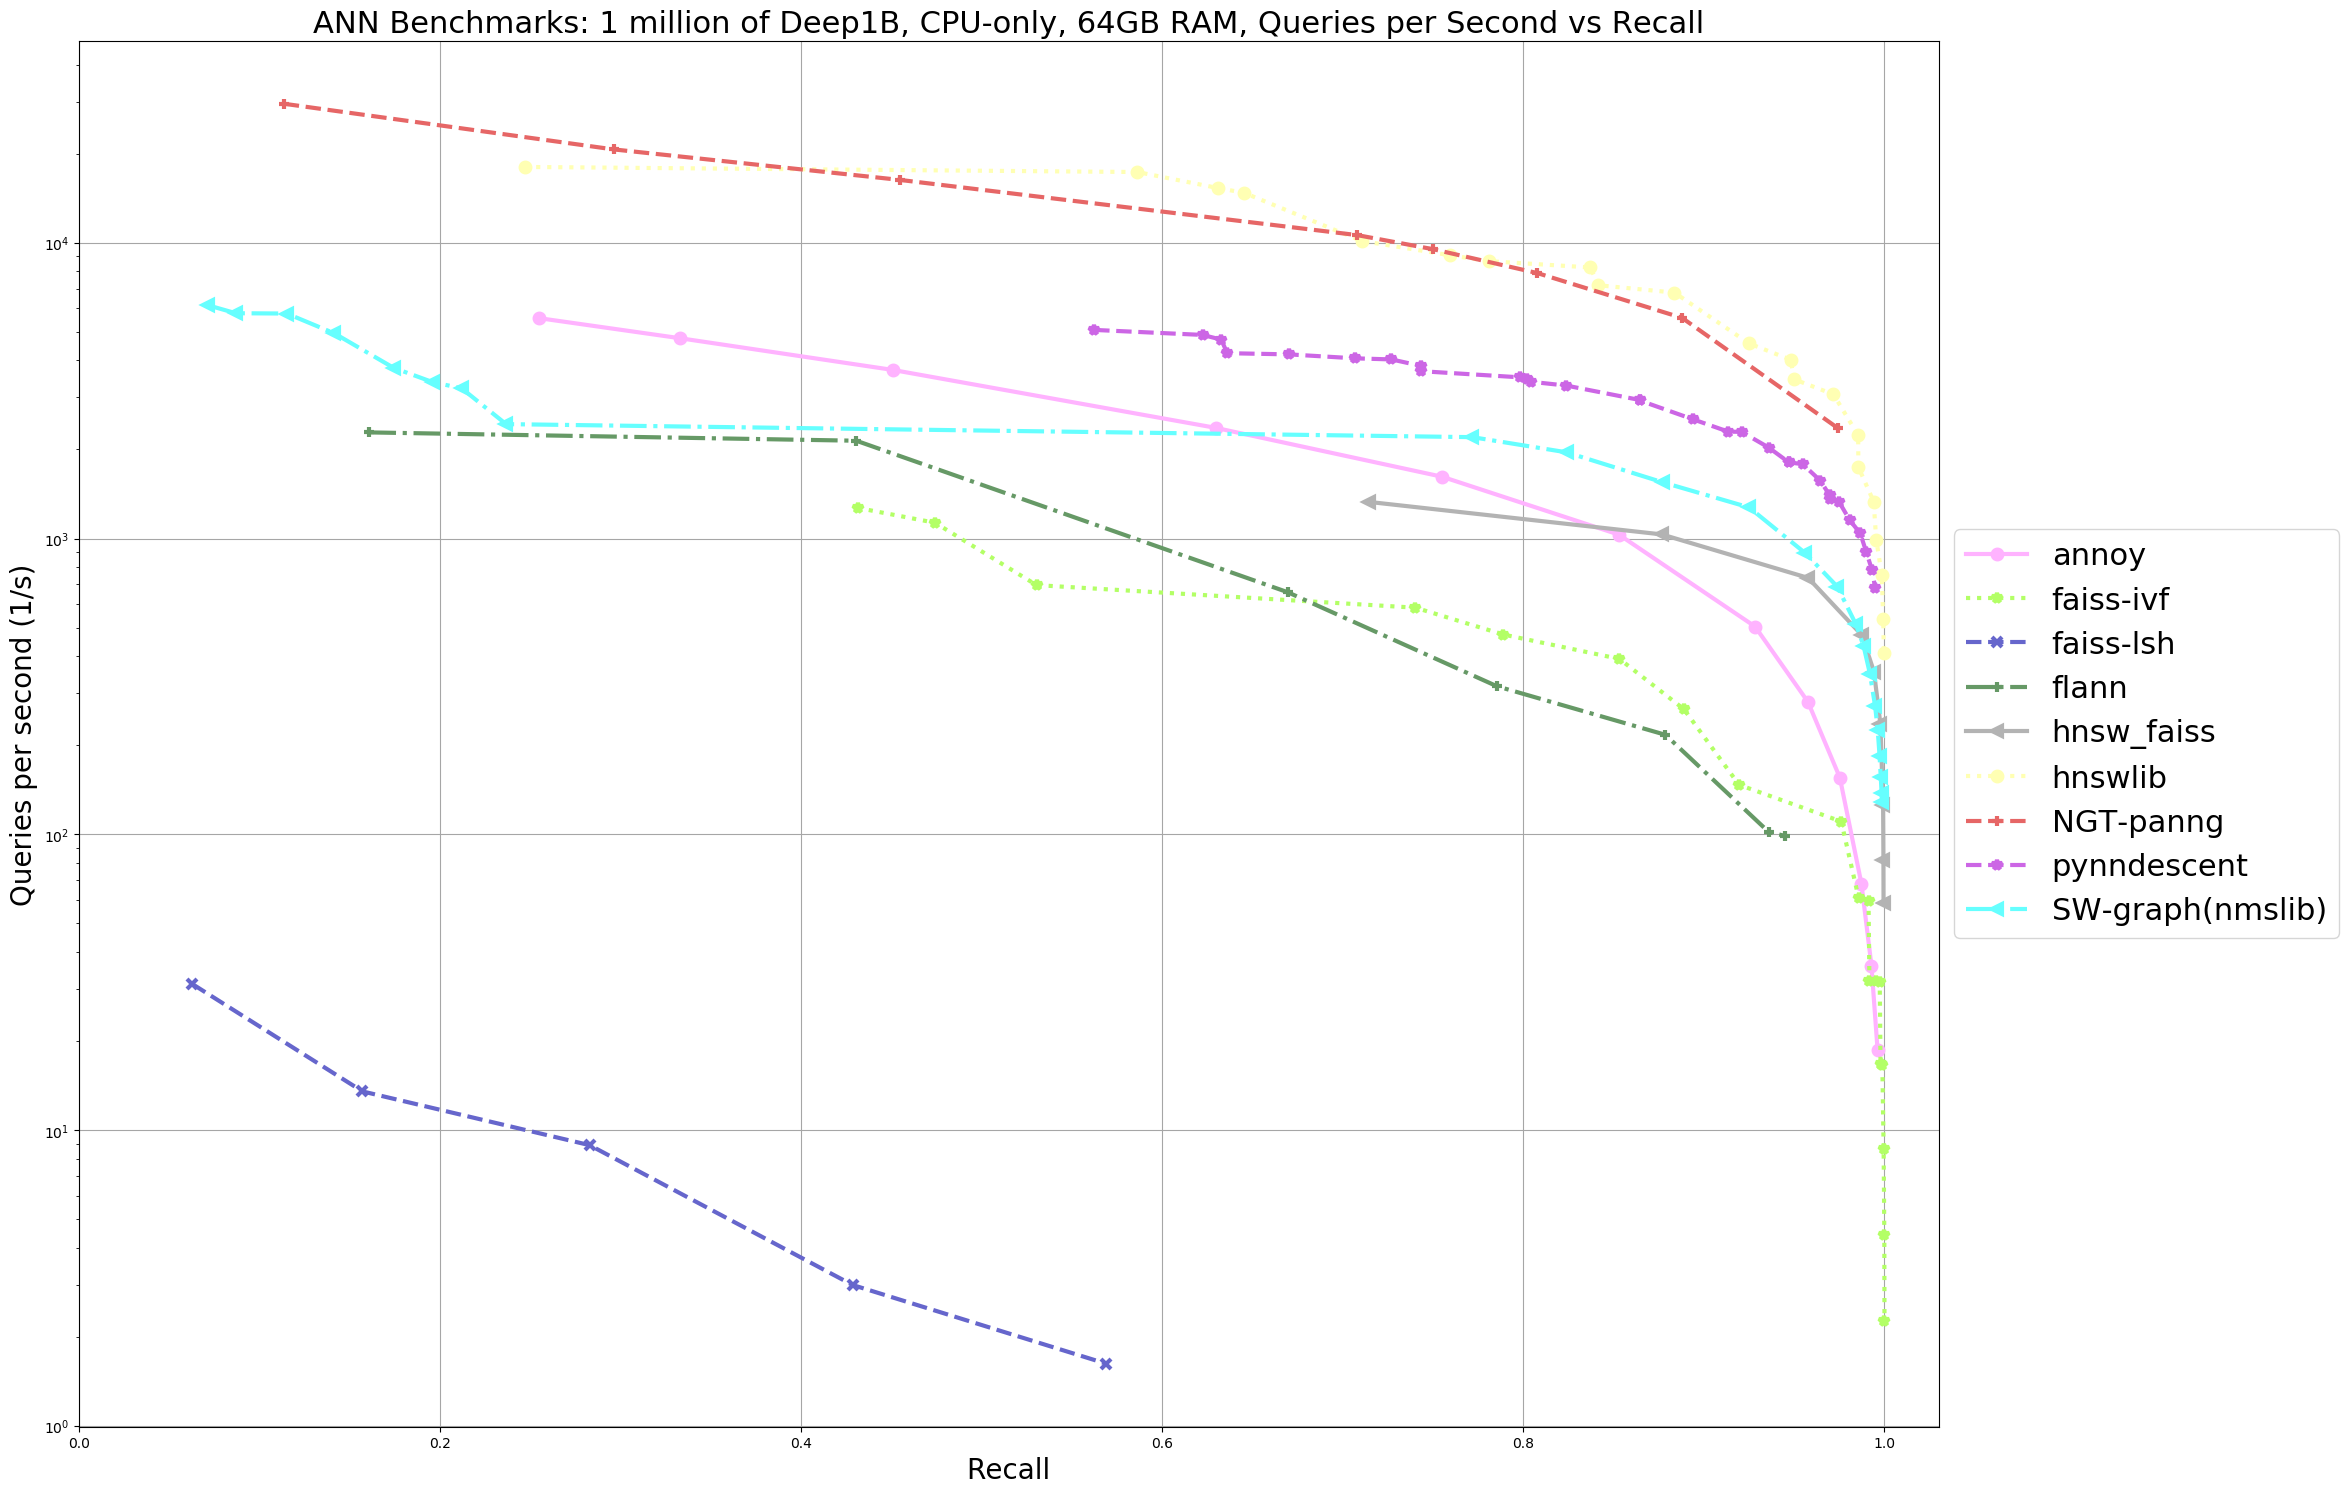 ANN Benchmarks: 1 million of Deep1B, CPU-only, 64GB RAM, Queries per Second vs Recall
Queries per second (1/s)
10⁴
10³
10²
10¹
10⁰
0.0 0.2 0.4 0.6 0.8 1.0
Recall
annoy
faiss-ivf
faiss-lsh
flann
hnsw_faiss
hnswlib
NGT-panng
pynndescent
SW-graph(nmslib)